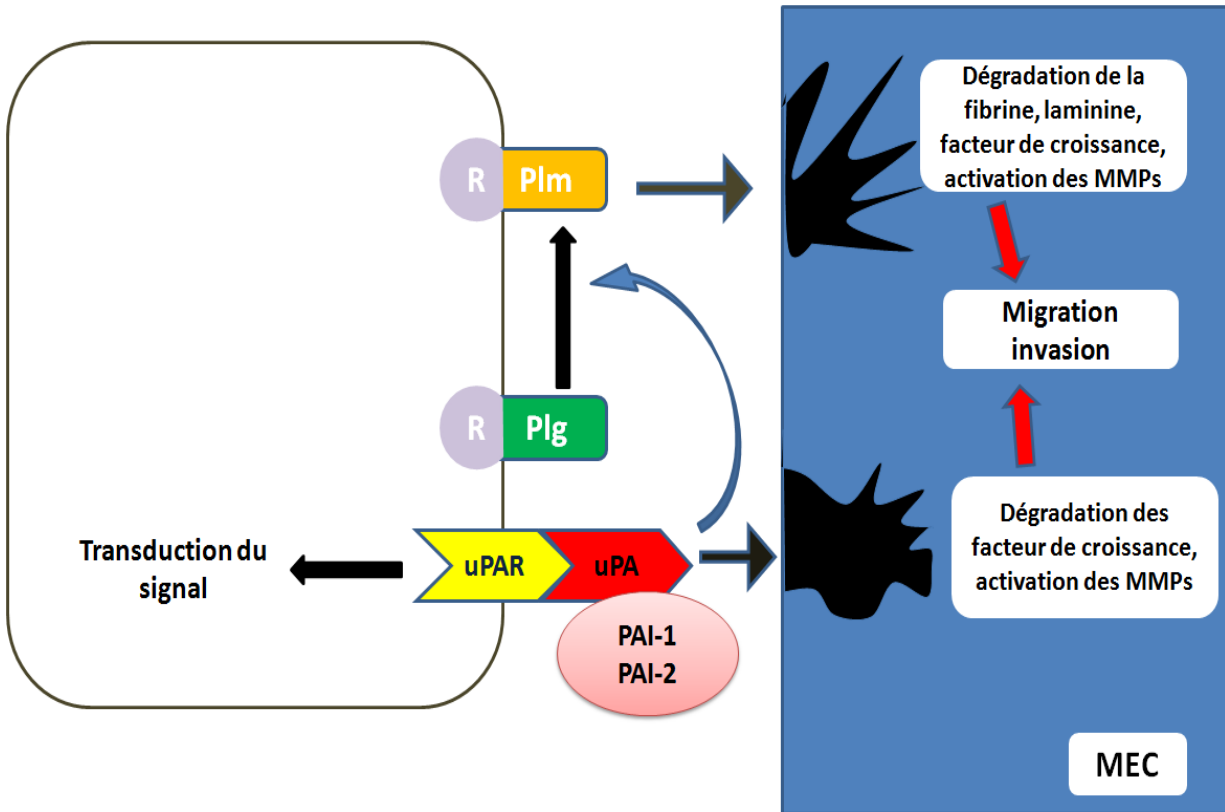 R Plm
Dégradation de la
fibrine, laminine,
facteur de croissance,
activation des MMPs
Migration
invasion
R Plg
Transduction du
signal
uPAR uPA
PAI-1
PAI-2
Dégradation des
facteur de croissance,
activation des MMPs
MEC